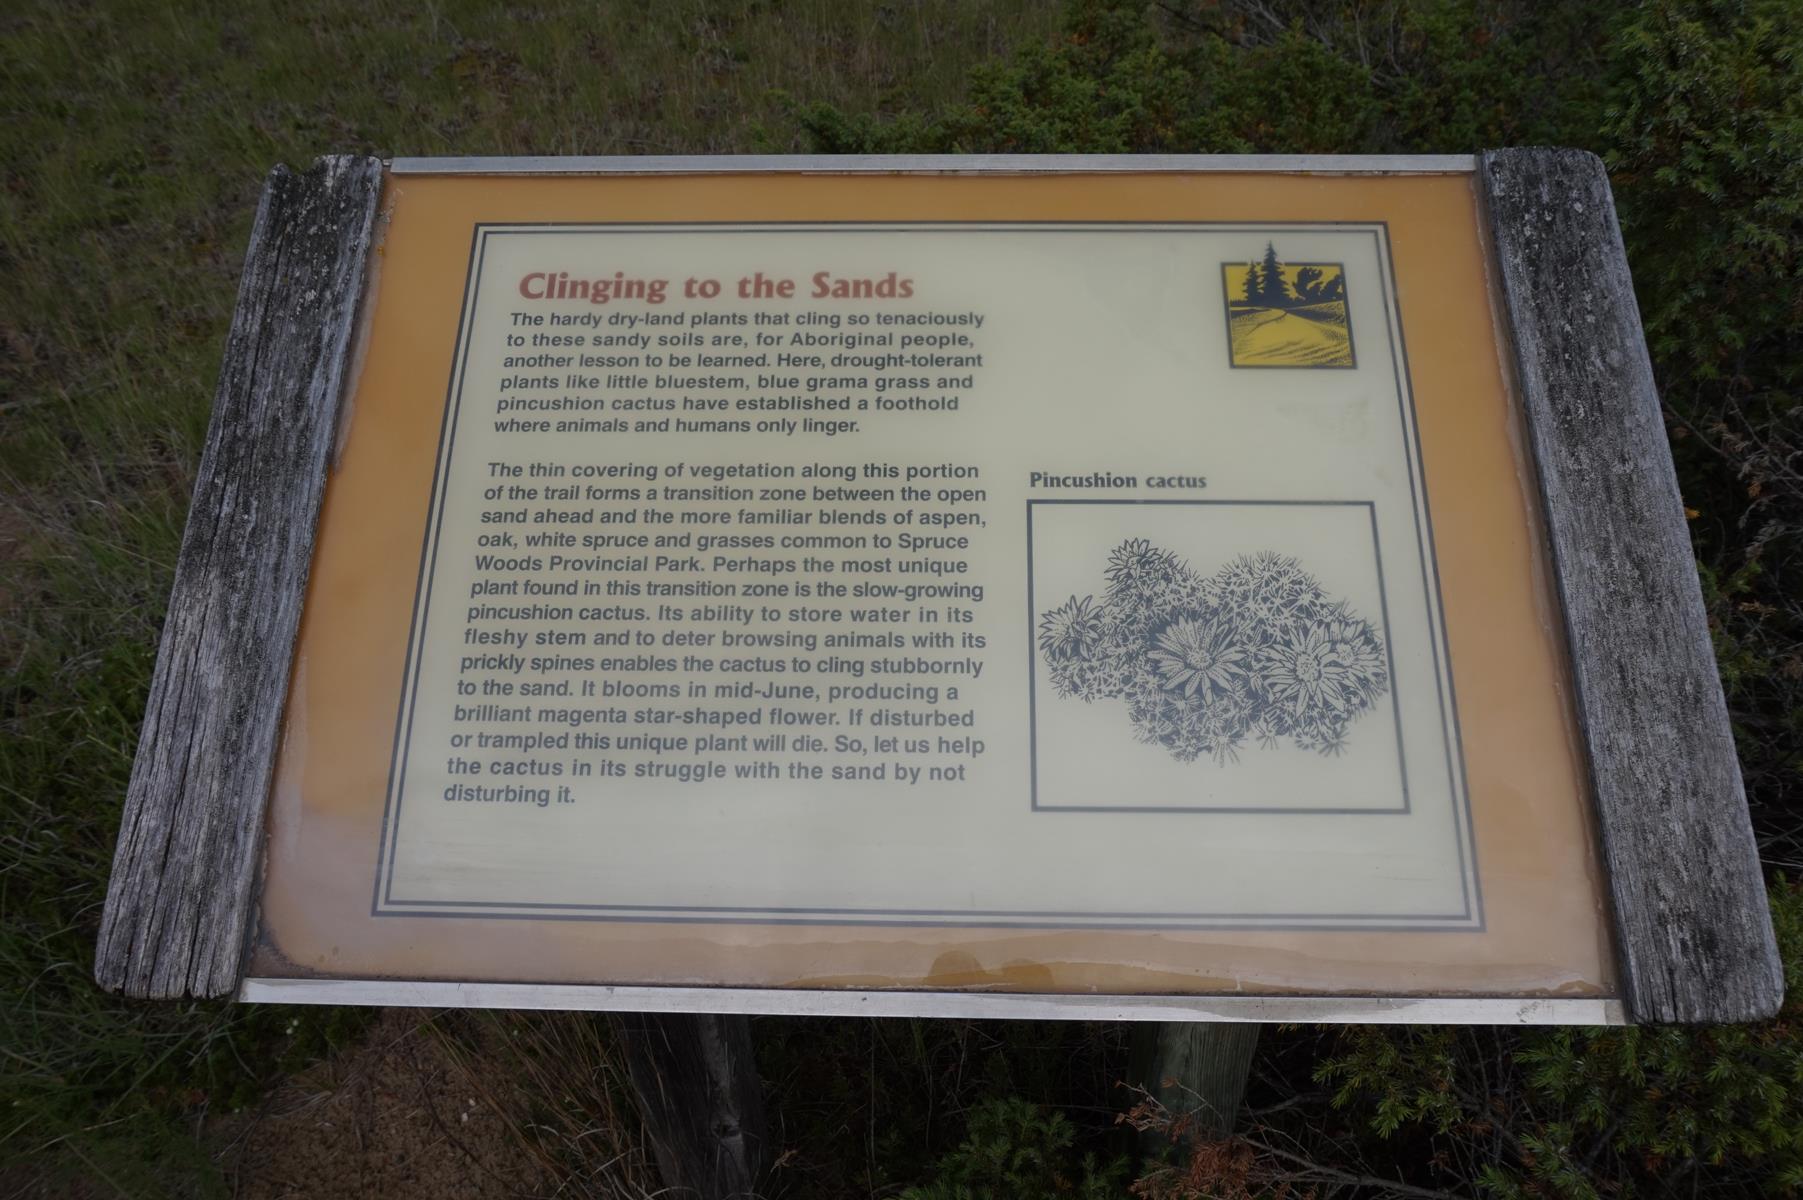 Clinging to the Sands
The hardy dry-land plants that cling so tenaciously
to these sandy soils are, for Aboriginal people,
another lesson to be learned. Here, drought-tolerant
plants like little bluestem, blue grama grass and
pincushion cactus have established a foothold
where animals and humans only linger.
The thin covering of vegetation along this portion
of the trail forms a transition zone between the open
sand ahead and the more familiar blends of aspen,
oak, white spruce and grasses common to Spruce
Woods Provincial Park. Perhaps the most unique
plant found in this transition zone is the slow-growing
pincushion cactus. Its ability to store water in its
fleshy stem and to deter browsing animals with its
prickly spines enables the cactus to cling stubbornly
to the sand. It blooms in mid-June, producing a
brilliant magenta star-shaped flower. If disturbed
or trampled this unique plant will die. So, let us help
the cactus in its struggle with the sand by not
disturbing it.
Pincushion cactus